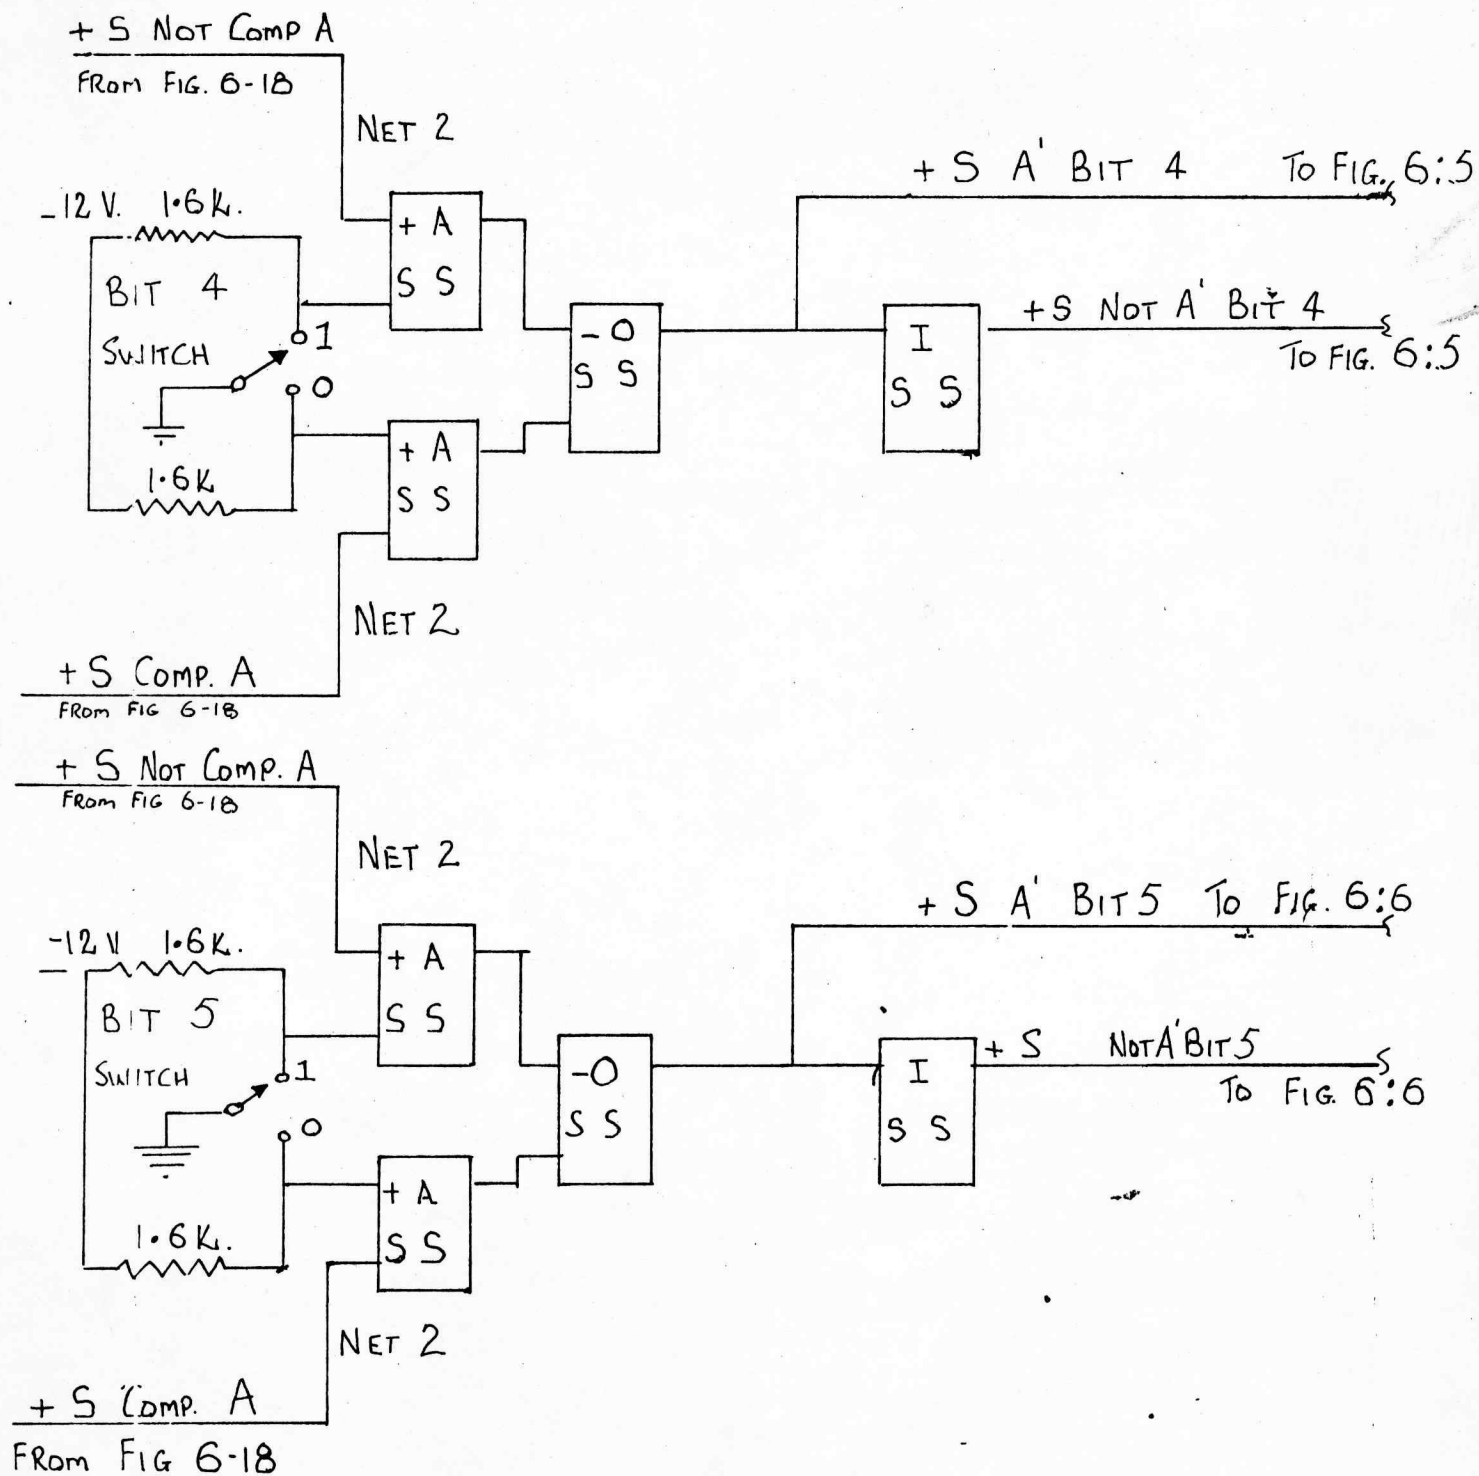 + S NOT COMP A
FROM FIG. 6-18
NET 2
+ S A' BIT 4 TO FIG. 6:5
-12 V. 1.6K.
+ A
S S
BIT 4
SWITCH
1
0
- O
S S
I
S S
+S NOT A' BIT 4
TO FIG. 6:5
+ A
S S
1.6K
NET 2
+ S COMP. A
FROM FIG 6-18
+ S NOT COMP. A
FROM FIG 6-18
NET 2
+ S A' BIT 5 TO FIG. 6:6
-12 V 1.6K.
+ A
S S
BIT 5
SWITCH
1
0
-O
S S
I
S S
+ S NOT A' BIT 5
TO FIG. 6:6
+ A
S S
1.6K.
NET 2
+ S COMP. A
FROM FIG 6-18